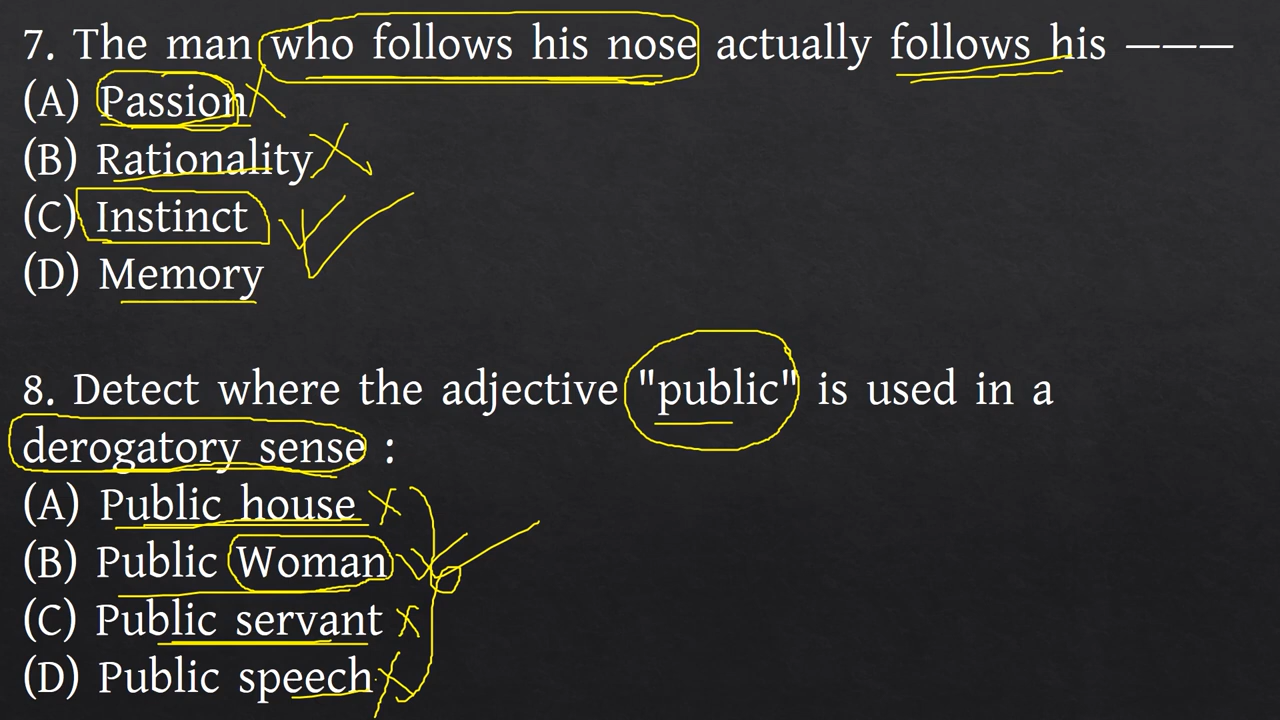 7. The man who follows his nose actually follows his ———
(A) Passion
(B) Rationality
(C) Instinct
(D) Memory
8. Detect where the adjective "public" is used in a
derogatory sense :
(A) Public house
(B) Public Woman
(C) Public servant
(D) Public speech